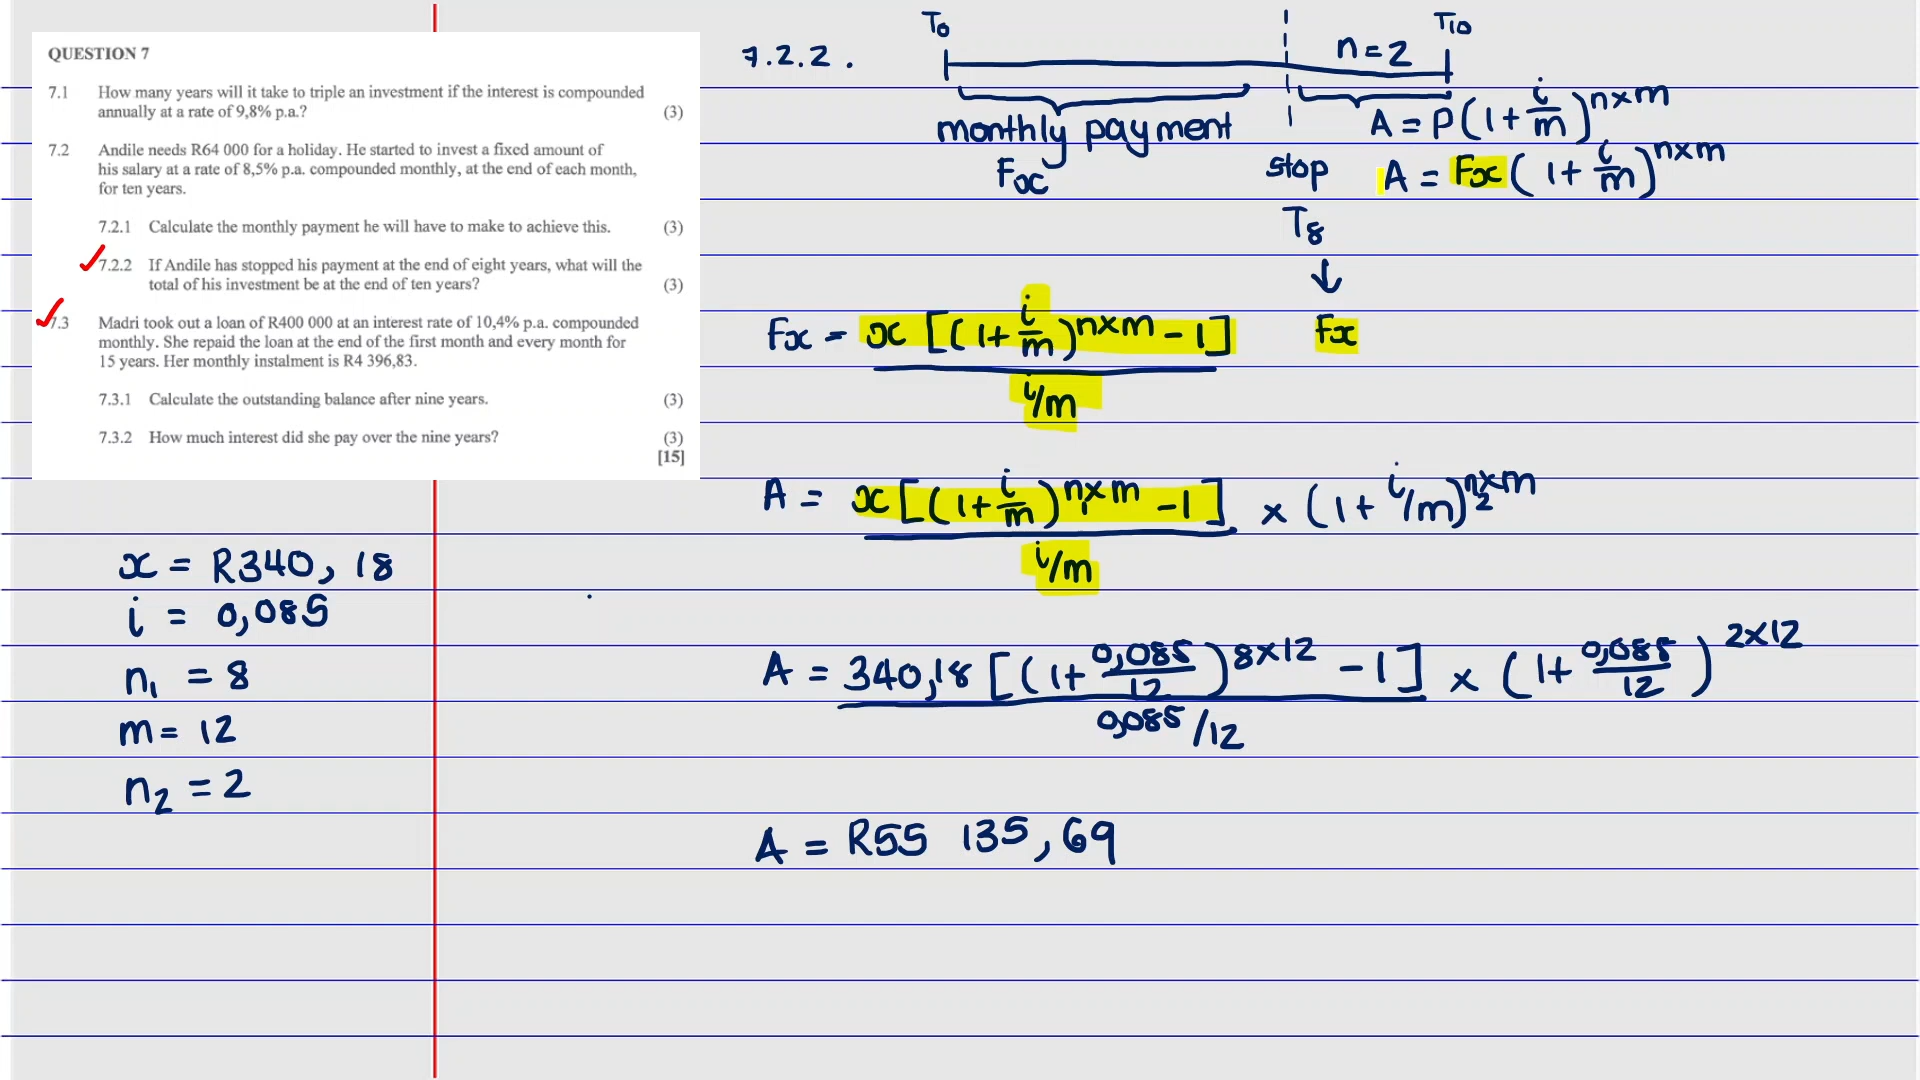 QUESTION 7
7.1 How many years will it take to triple an investment if the interest is compounded
annually at a rate of 9,8% p.a.? (3)
7.2 Andile needs R64 000 for a holiday. He started to invest a fixed amount of
his salary at a rate of 8,5% p.a. compounded monthly, at the end of each month,
for ten years.
7.2.1 Calculate the monthly payment he will have to make to achieve this. (3)
7.2.2 If Andile has stopped his payment at the end of eight years, what will the
total of his investment be at the end of ten years? (3)
7.3 Madri took out a loan of R400 000 at an interest rate of 10,4% p.a. compounded
monthly. She repaid the loan at the end of the first month and every month for
15 years. Her monthly instalment is R4 396,83.
7.3.1 Calculate the outstanding balance after nine years. (3)
7.3.2 How much interest did she pay over the nine years? (3)
[15]
x = R340,18
i = 0,085
n₁ = 8
m = 12
n₂ = 2
7.2.2.
T₀ T₁₀
n = 2
monthly payment
Fx
stop
T₈
↓
Fx
A = P(1 + i/m)^n×m
A = Fx(1 + i/m)^n×m
Fx = x[(1 + i/m)^n×m − 1]
i/m
A = x[(1 + i/m)^n₁×m − 1] × (1 + i/m)^n₂×m
i/m
A = 340,18[(1 + 0,085/12)^8×12 − 1] × (1 + 0,085/12)^2×12
0,085/12
A = R55 135,69